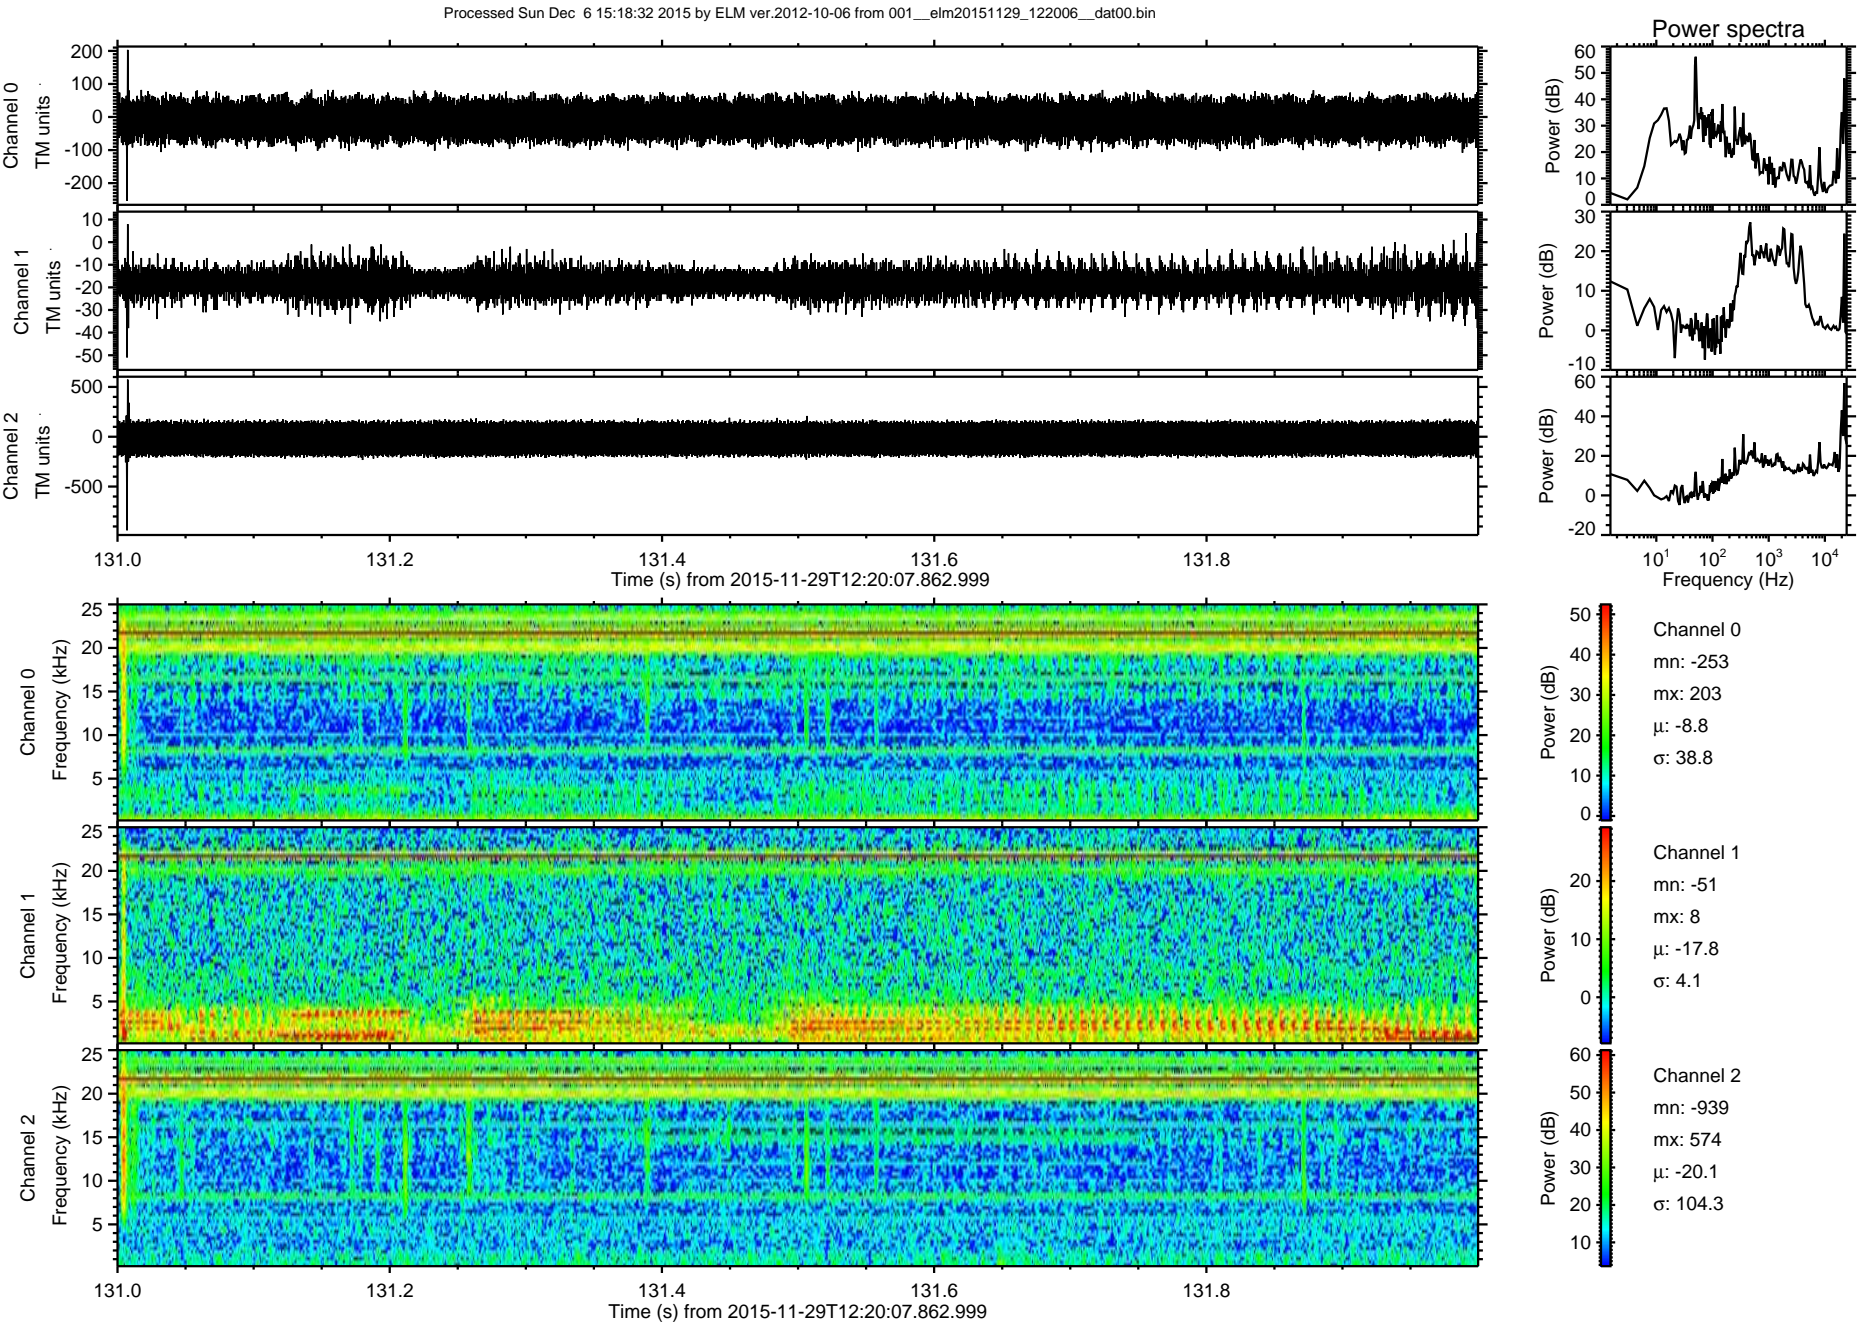 Processed Sun Dec  6 15:18:32 2015 by ELM ver.2012-10-06 from 001__elm20151129_122006__dat00.bin
Power spectra
Channel 0
TM units
200
100
0
-100
-200
Power (dB)
60
50
40
30
20
10
0
Channel 1
TM units
10
0
-10
-20
-30
-40
-50
Power (dB)
30
20
10
0
-10
Channel 2
TM units
500
0
-500
Power (dB)
60
40
20
0
-20
131.0 131.2 131.4 131.6 131.8
Time (s) from 2015-11-29T12:20:07.862.999
10^1 10^2 10^3 10^4
Frequency (Hz)
Channel 0
Frequency (kHz)
25
20
15
10
5
Power (dB)
50
40
30
20
10
0
Channel 0
mn: -253
mx: 203
μ: -8.8
σ: 38.8
Channel 1
Frequency (kHz)
25
20
15
10
5
Power (dB)
20
10
0
Channel 1
mn: -51
mx: 8
μ: -17.8
σ: 4.1
Channel 2
Frequency (kHz)
25
20
15
10
5
Power (dB)
60
50
40
30
20
10
Channel 2
mn: -939
mx: 574
μ: -20.1
σ: 104.3
131.0 131.2 131.4 131.6 131.8
Time (s) from 2015-11-29T12:20:07.862.999